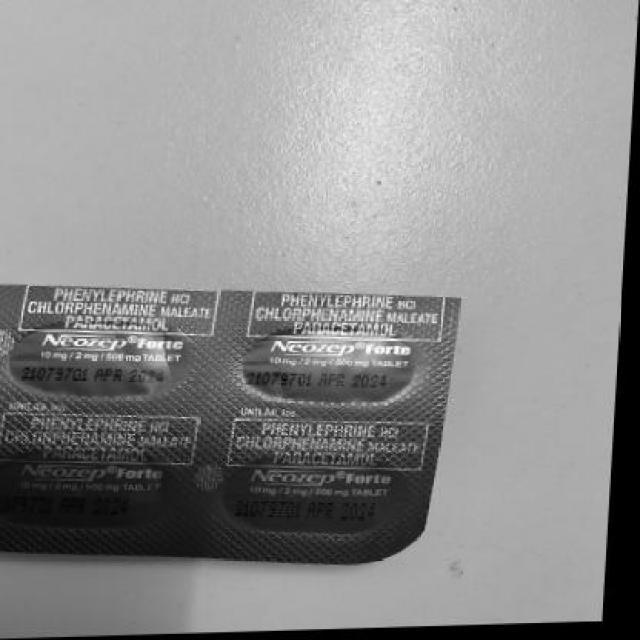 PHENYLEPHRINE HCl
CHLORPHENAMINE MALEATE
PARACETAMOL
Neozep® Forte
10 mg / 2 mg / 500 mg TABLET
21079701 APR 2024
PHENYLEPHRINE HCl
CHLORPHENAMINE MALEATE
PARACETAMOL
Neozep® Forte
10 mg / 2 mg / 500 mg TABLET
21079701 APR 2024
PHENYLEPHRINE HCl
CHLORPHENAMINE MALEATE
PARACETAMOL
Neozep® Forte
10 mg / 2 mg / 500 mg TABLET
APR 2024
UNILAB, Inc.
PHENYLEPHRINE HCl
CHLORPHENAMINE MALEATE
PARACETAMOL
Neozep® Forte
10 mg / 2 mg / 500 mg TABLET
21079701 APR 2024